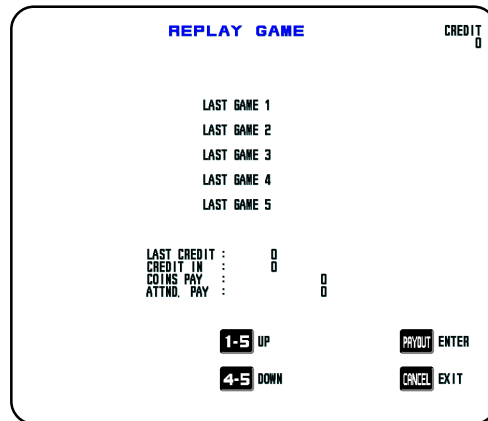 REPLAY GAME
CREDIT
0
LAST GAME 1
LAST GAME 2
LAST GAME 3
LAST GAME 4
LAST GAME 5
LAST CREDIT : 0
CREDIT IN : 0
COINS PAY : 0
ATTND. PAY : 0
1-5 UP
PAYOUT ENTER
4-5 DOWN
CANCEL EXIT